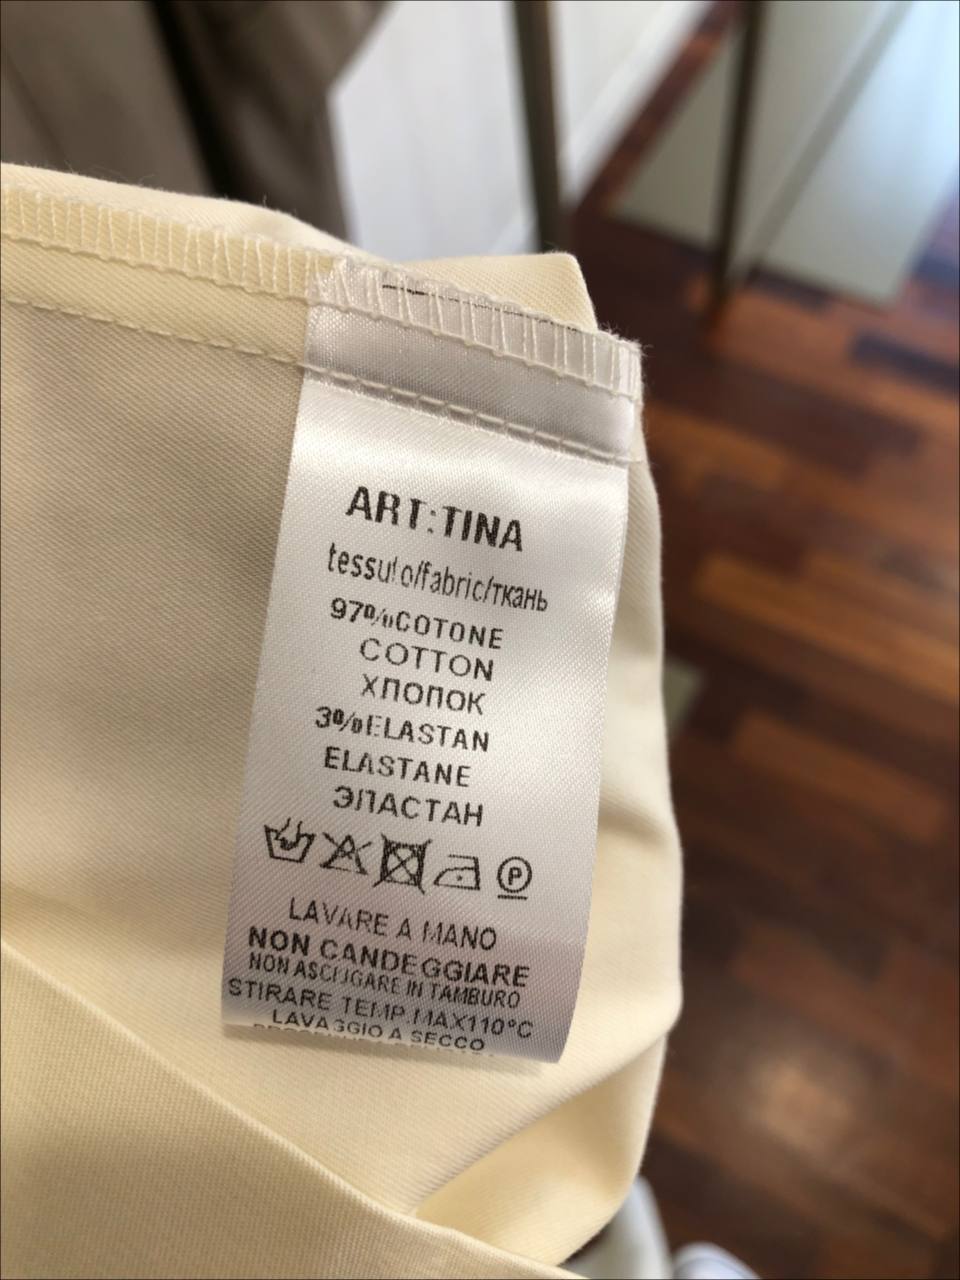 ART:TINA
tessuto/fabric/ткань
97%COTONE
COTTON
ХЛОПОК
3%ELASTAN
ELASTANE
ЭЛАСТАН
P
LAVARE A MANO
NON CANDEGGIARE
NON ASCIUGARE IN TAMBURO
STIRARE TEMP.MAX110°C
LAVAGGIO A SECCO